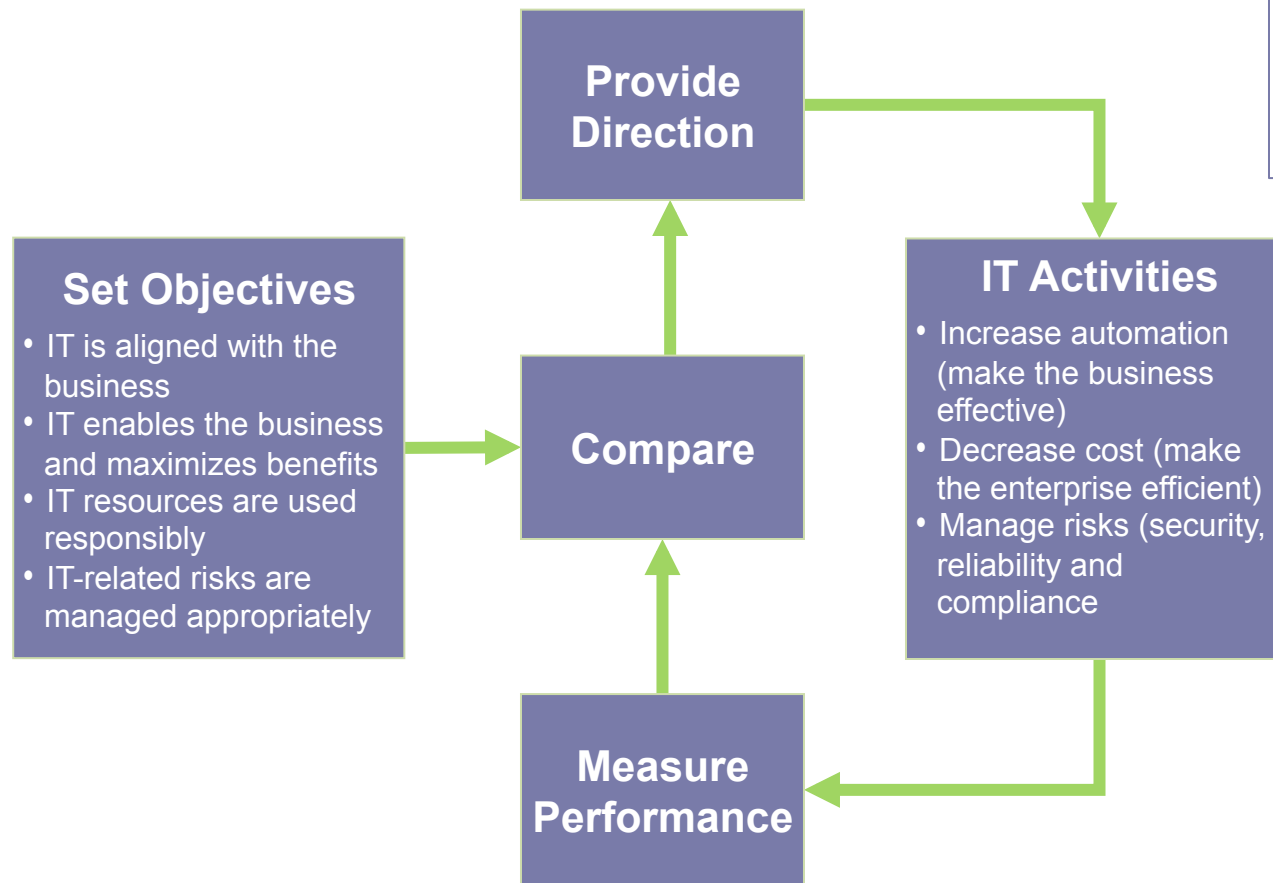 Provide
Direction
Set Objectives
• IT is aligned with the
business
• IT enables the business
and maximizes benefits
• IT resources are used
responsibly
• IT-related risks are
managed appropriately
Compare
IT Activities
• Increase automation
(make the business
effective)
• Decrease cost (make
the enterprise efficient)
• Manage risks (security,
reliability and
compliance
Measure
Performance